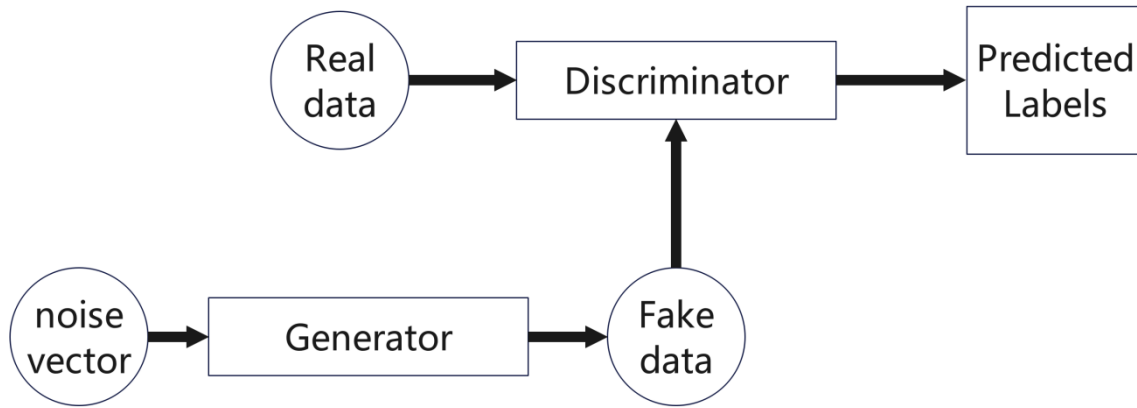 Real
data
Discriminator
Predicted
Labels
noise
vector
Generator
Fake
data